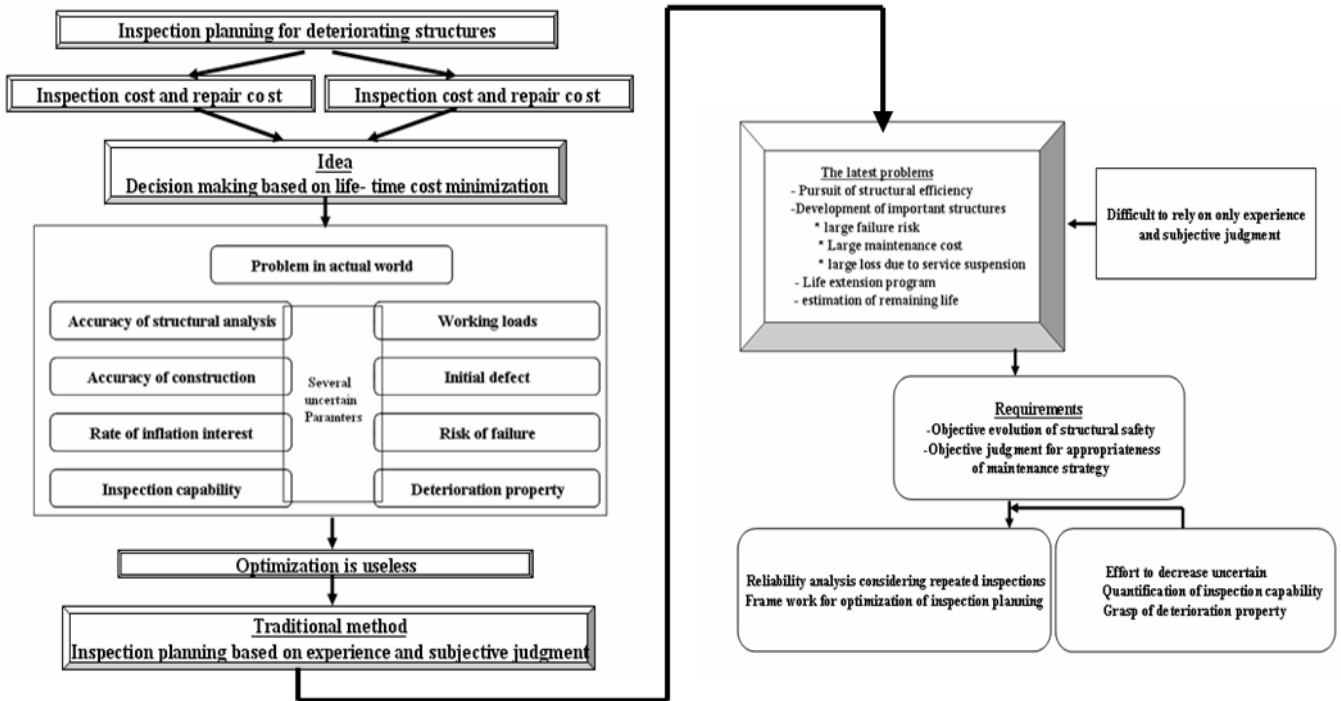 Inspection planning for deteriorating structures
Inspection cost and repair cost
Inspection cost and repair cost
Idea
Decision making based on life- time cost minimization
Problem in actual world
Accuracy of structural analysis
Working loads
Accuracy of construction
Initial defect
Several
uncertain
Paramters
Rate of inflation interest
Risk of failure
Inspection capability
Deterioration property
Optimization is useless
Traditional method
Inspection planning based on experience and subjective judgment
The latest problems
- Pursuit of structural efficiency
-Development of important structures
* large failure risk
* Large maintenance cost
* large loss due to service suspension
- Life extension program
- estimation of remaining life
Difficult to rely on only experience
and subjective judgment
Requirements
-Objective evolution of structural safety
-Objective judgment for appropriateness
of maintenance strategy
Reliability analysis considering repeated inspections
Frame work for optimization of inspection planning
Effort to decrease uncertain
Quantification of inspection capability
Grasp of deterioration property